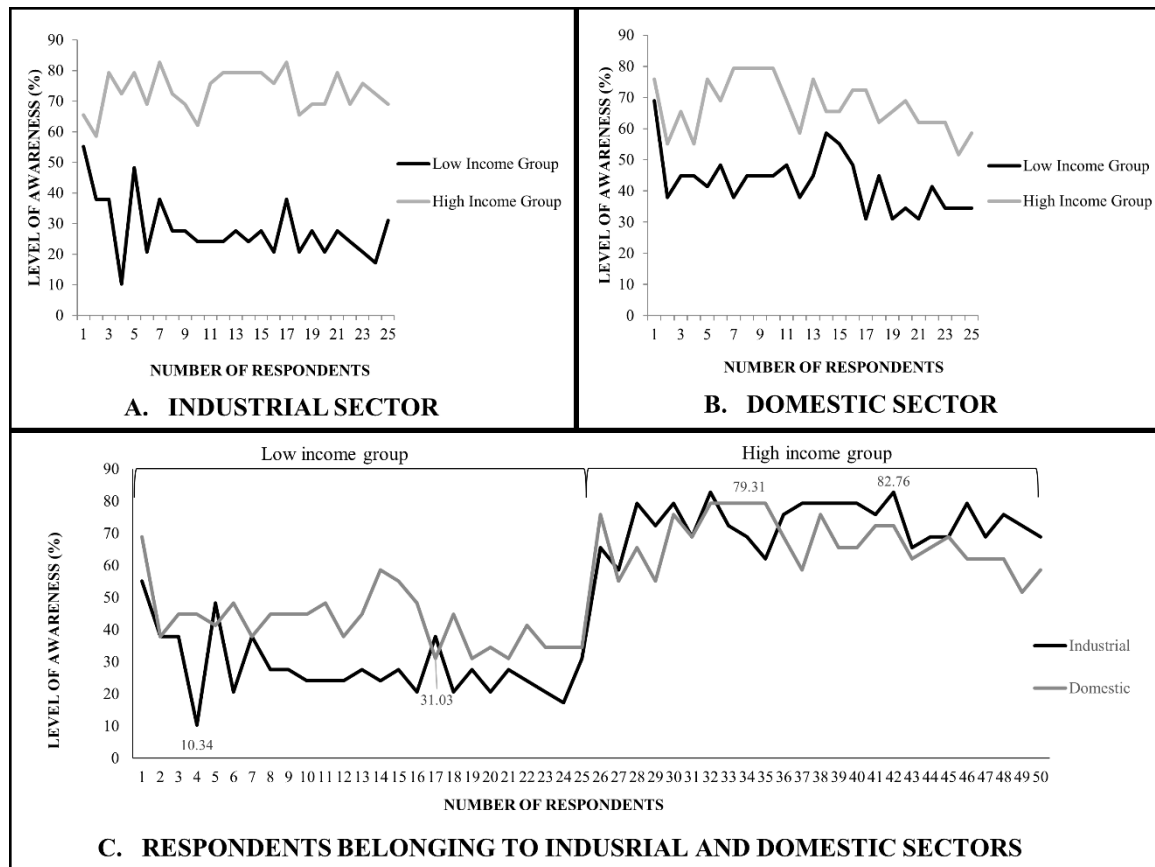 LEVEL OF AWARENESS (%)
90
80
70
60
50
40
30
20
10
0
1 3 5 7 9 11 13 15 17 19 21 23 25
Low Income Group
High Income Group
NUMBER OF RESPONDENTS
A. INDUSTRIAL SECTOR
LEVEL OF AWARENESS (%)
90
80
70
60
50
40
30
20
10
0
1 3 5 7 9 11 13 15 17 19 21 23 25
Low Income Group
High Income Group
NUMBER OF RESPONDENTS
B. DOMESTIC SECTOR
Low income group
High income group
LEVEL OF AWARENESS (%)
90
80
70
60
50
40
30
20
10
0
79.31
82.76
31.03
10.34
Industrial
Domestic
1 2 3 4 5 6 7 8 9 10 11 12 13 14 15 16 17 18 19 20 21 22 23 24 25 26 27 28 29 30 31 32 33 34 35 36 37 38 39 40 41 42 43 44 45 46 47 48 49 50
NUMBER OF RESPONDENTS
C. RESPONDENTS BELONGING TO INDUSRIAL AND DOMESTIC SECTORS